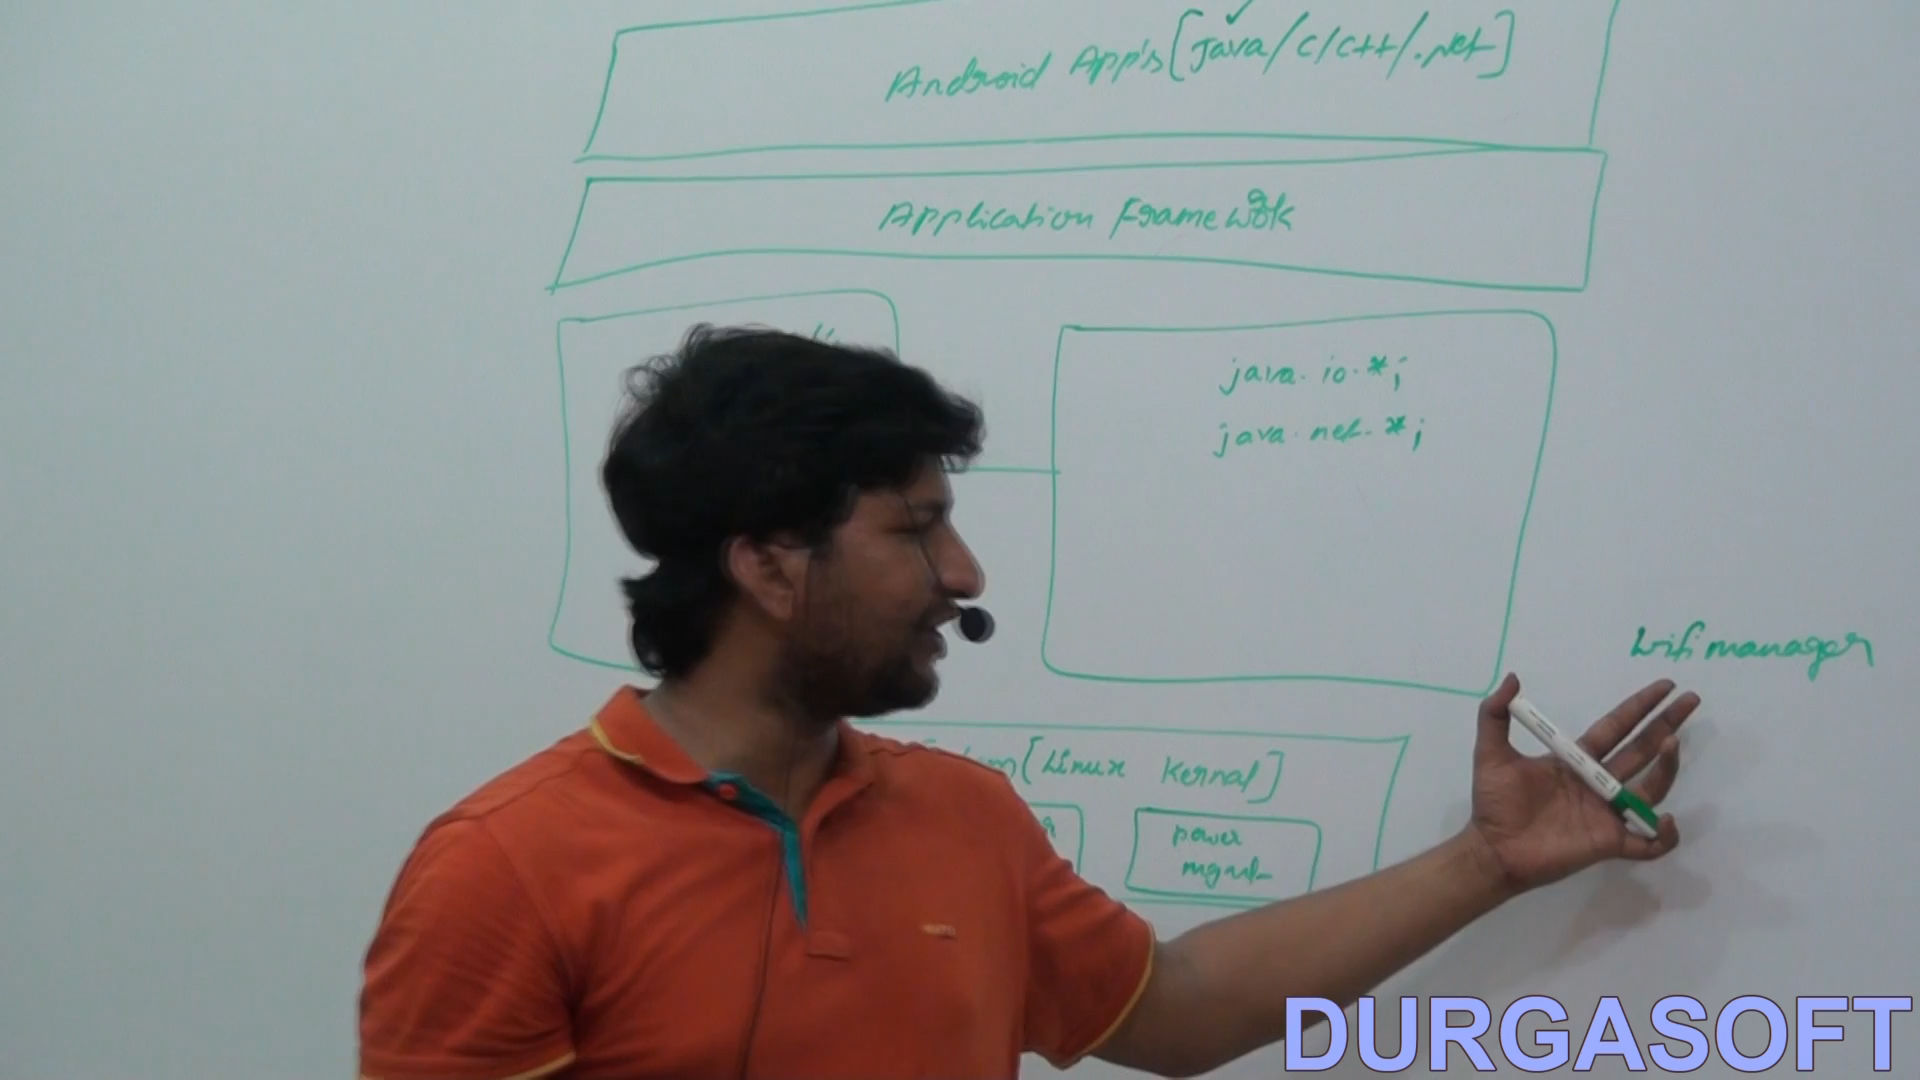 Android App's [Java/C/C++/.net]
Application Framework
java.io.*;
java.net.*;
Wifi manager
[Linux Kernal]
power
mgmt
DURGASOFT